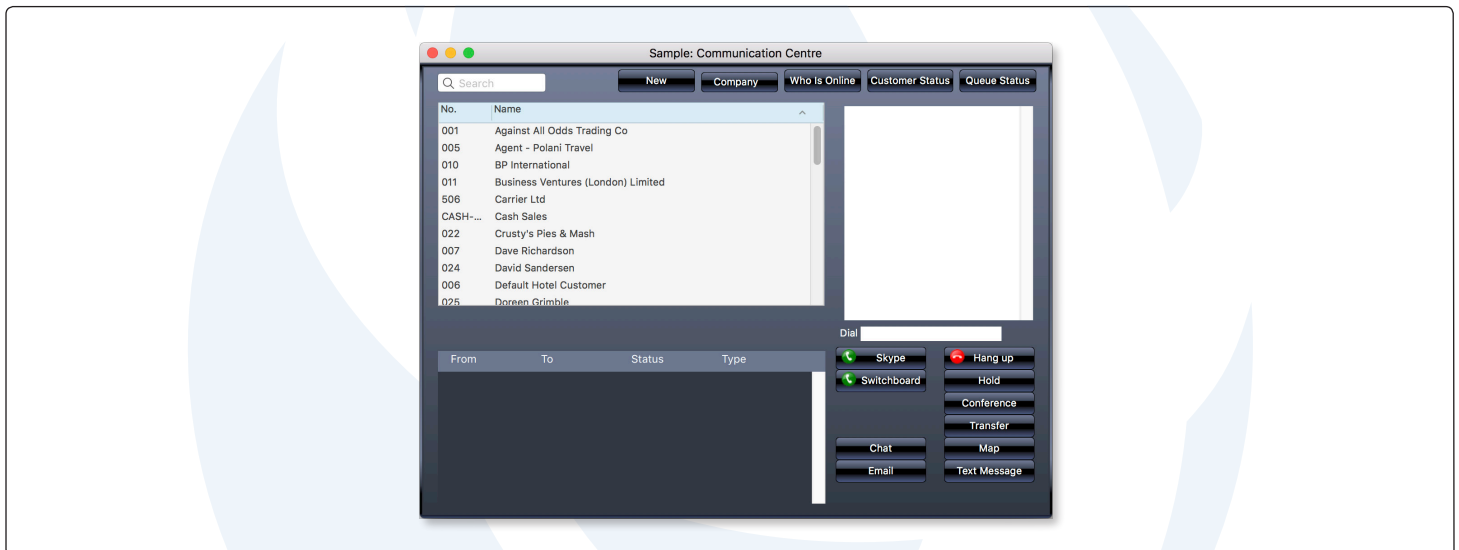 Sample: Communication Centre
Search
New Company Who Is Online Customer Status Queue Status
No. Name
001 Against All Odds Trading Co
005 Agent - Polani Travel
010 BP International
011 Business Ventures (London) Limited
506 Carrier Ltd
CASH-... Cash Sales
022 Crusty's Pies & Mash
007 Dave Richardson
024 David Sandersen
006 Default Hotel Customer
025 Doreen Grimble
Dial
From To Status Type
Skype Hang up
Switchboard Hold
Conference
Transfer
Chat Map
Email Text Message